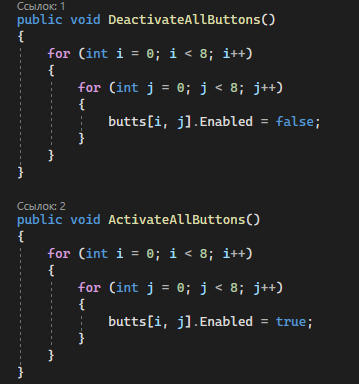 Ссылок: 1
public void DeactivateAllButtons()
{
    for (int i = 0; i < 8; i++)
    {
        for (int j = 0; j < 8; j++)
        {
            butts[i, j].Enabled = false;
        }
    }
}
Ссылок: 2
public void ActivateAllButtons()
{
    for (int i = 0; i < 8; i++)
    {
        for (int j = 0; j < 8; j++)
        {
            butts[i, j].Enabled = true;
        }
    }
}